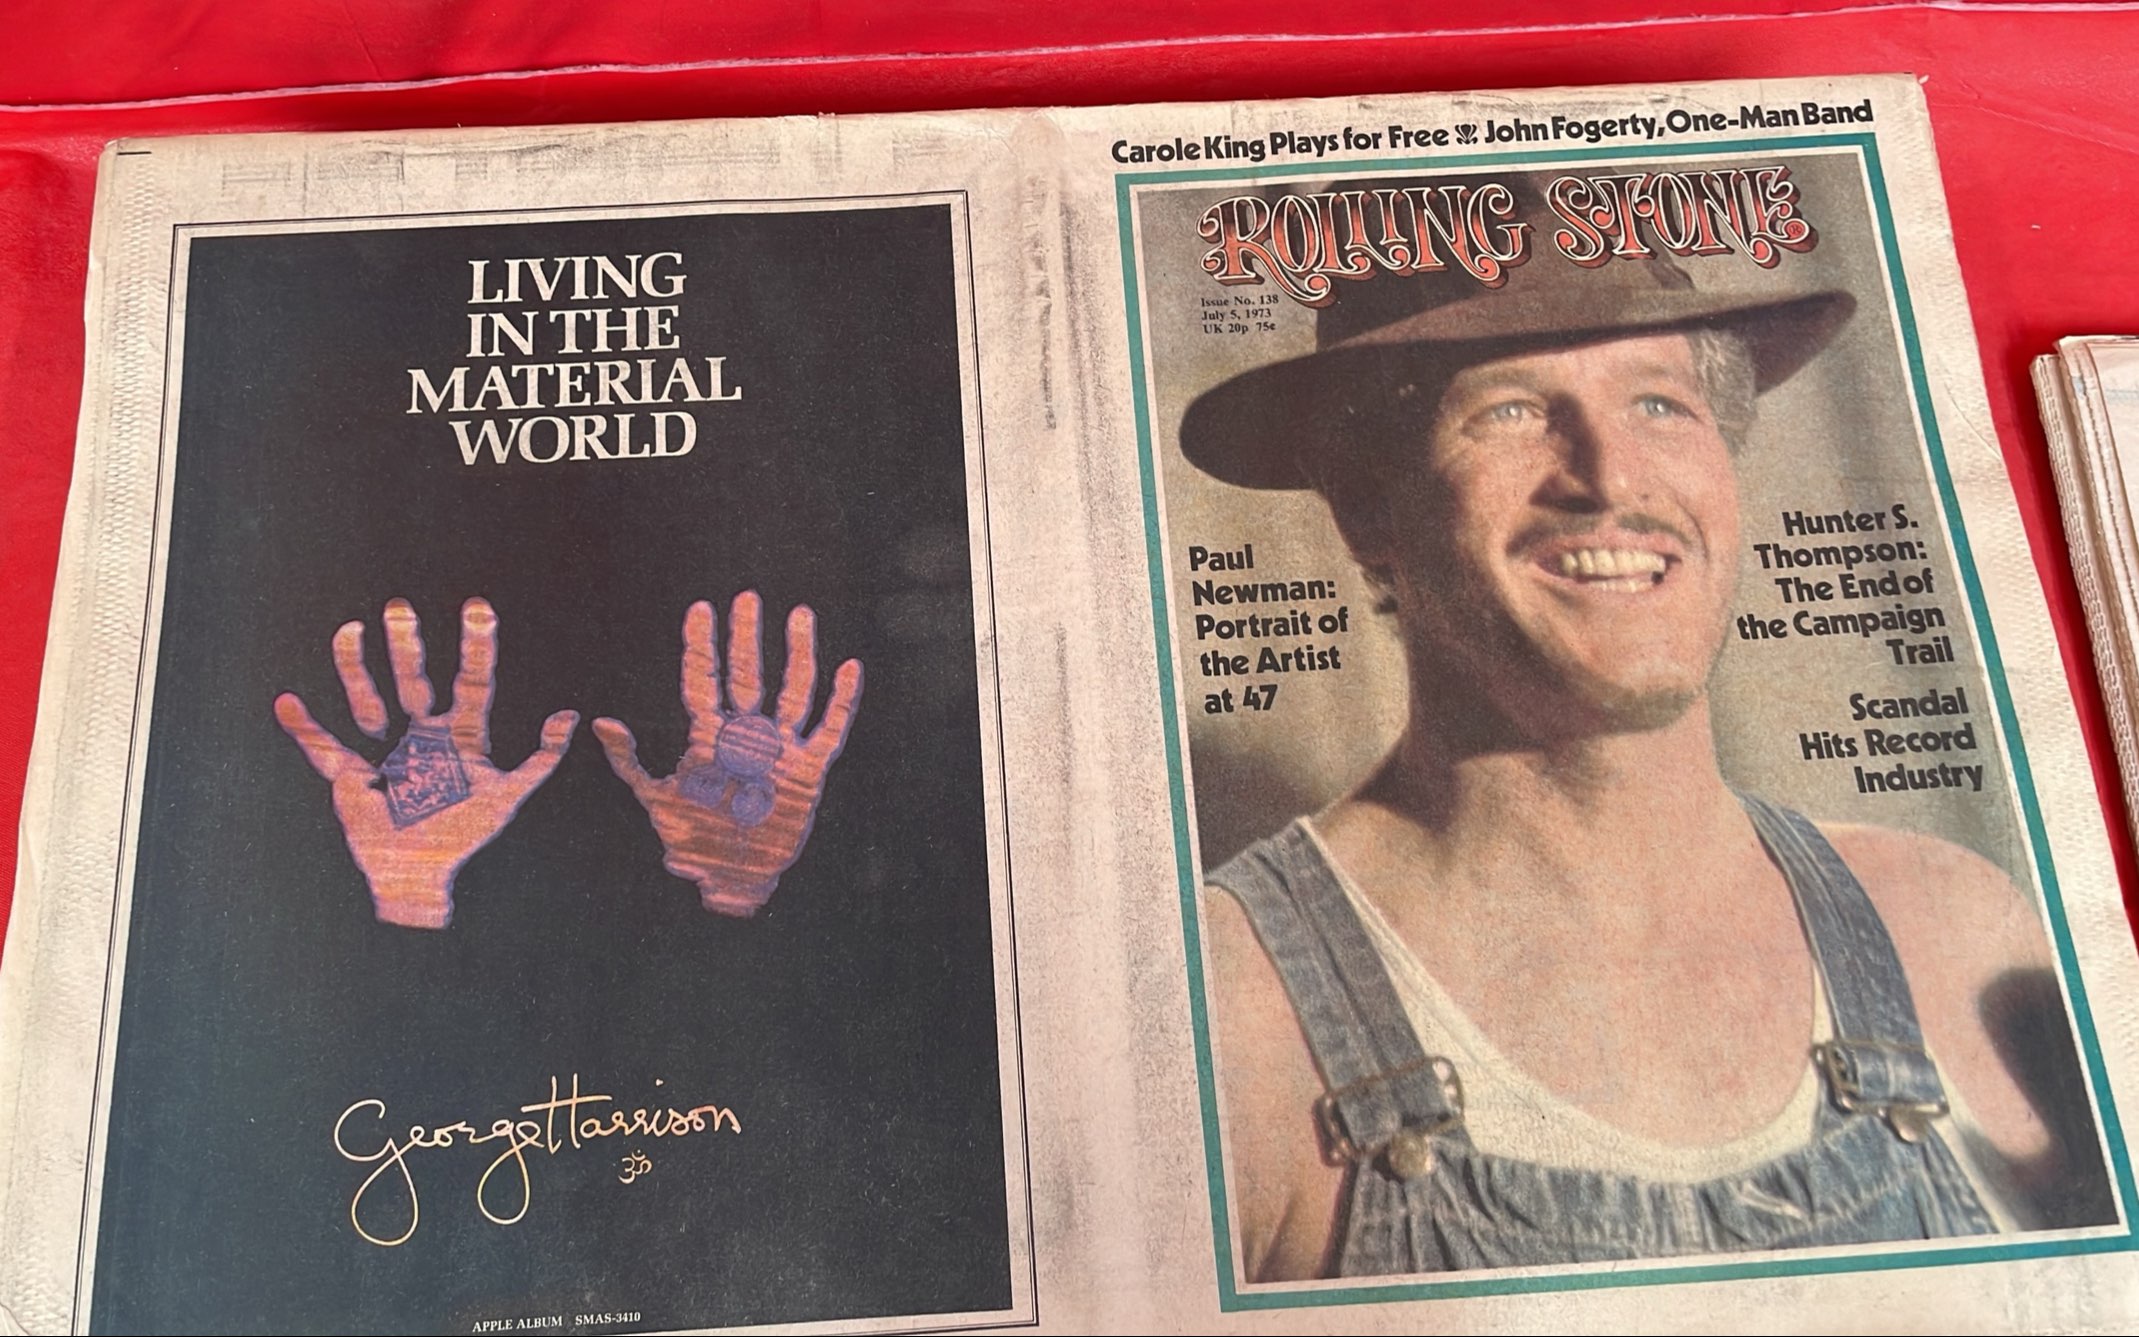 LIVING
IN THE
MATERIAL
WORLD
George Harrison
ॐ
APPLE ALBUM SMAS-3410
Carole King Plays for Free John Fogerty, One-Man Band
ROLLING STONE
®
Issue No. 138
July 5, 1973
UK 20p 75¢
Paul
Newman:
Portrait of
the Artist
at 47
Hunter S.
Thompson:
The End of
the Campaign
Trail
Scandal
Hits Record
Industry